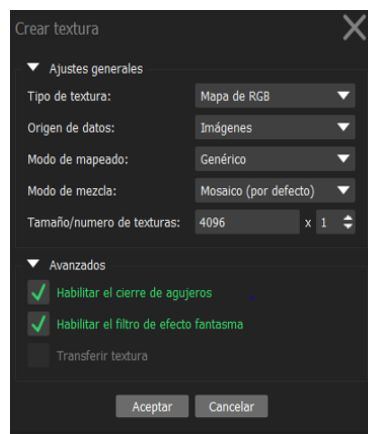 Crear textura
Ajustes generales
Tipo de textura: Mapa de RGB
Origen de datos: Imágenes
Modo de mapeado: Genérico
Modo de mezcla: Mosaico (por defecto)
Tamaño/numero de texturas: 4096 x 1
Avanzados
Habilitar el cierre de agujeros
Habilitar el filtro de efecto fantasma
Transferir textura
Aceptar Cancelar